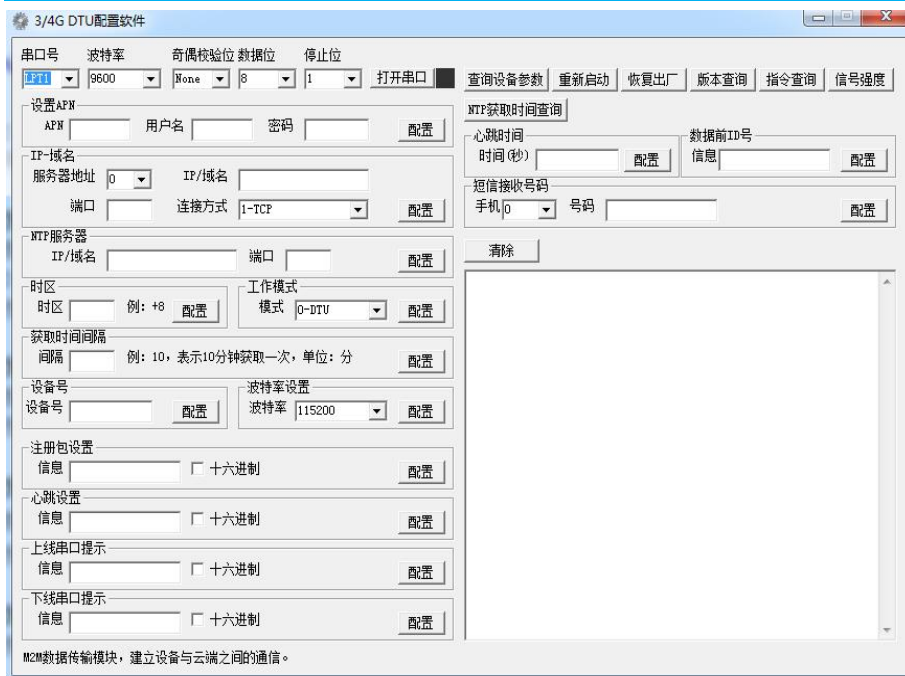 3/4G DTU配置软件
串口号 波特率 奇偶校验位 数据位 停止位
LPT1 9600 None 8 1 打开串口
查询设备参数 重新启动 恢复出厂 版本查询 指令查询 信号强度
NTP获取时间查询
设置APN
APN 用户名 密码 配置
IP-域名
服务器地址 0 IP/域名
端口 连接方式 1-TCP 配置
NTP服务器
IP/域名 端口 配置
时区
时区 例: +8 配置
工作模式
模式 0-DTU 配置
获取时间间隔
间隔 例: 10, 表示10分钟获取一次, 单位: 分 配置
设备号
设备号 配置
波特率设置
波特率 115200 配置
注册包设置
信息 十六进制 配置
心跳设置
信息 十六进制 配置
上线串口提示
信息 十六进制 配置
下线串口提示
信息 十六进制 配置
心跳时间
时间(秒) 配置
数据前ID号
信息 配置
短信接收号码
手机 0 号码 配置
清除
M2M数据传输模块, 建立设备与云端之间的通信。